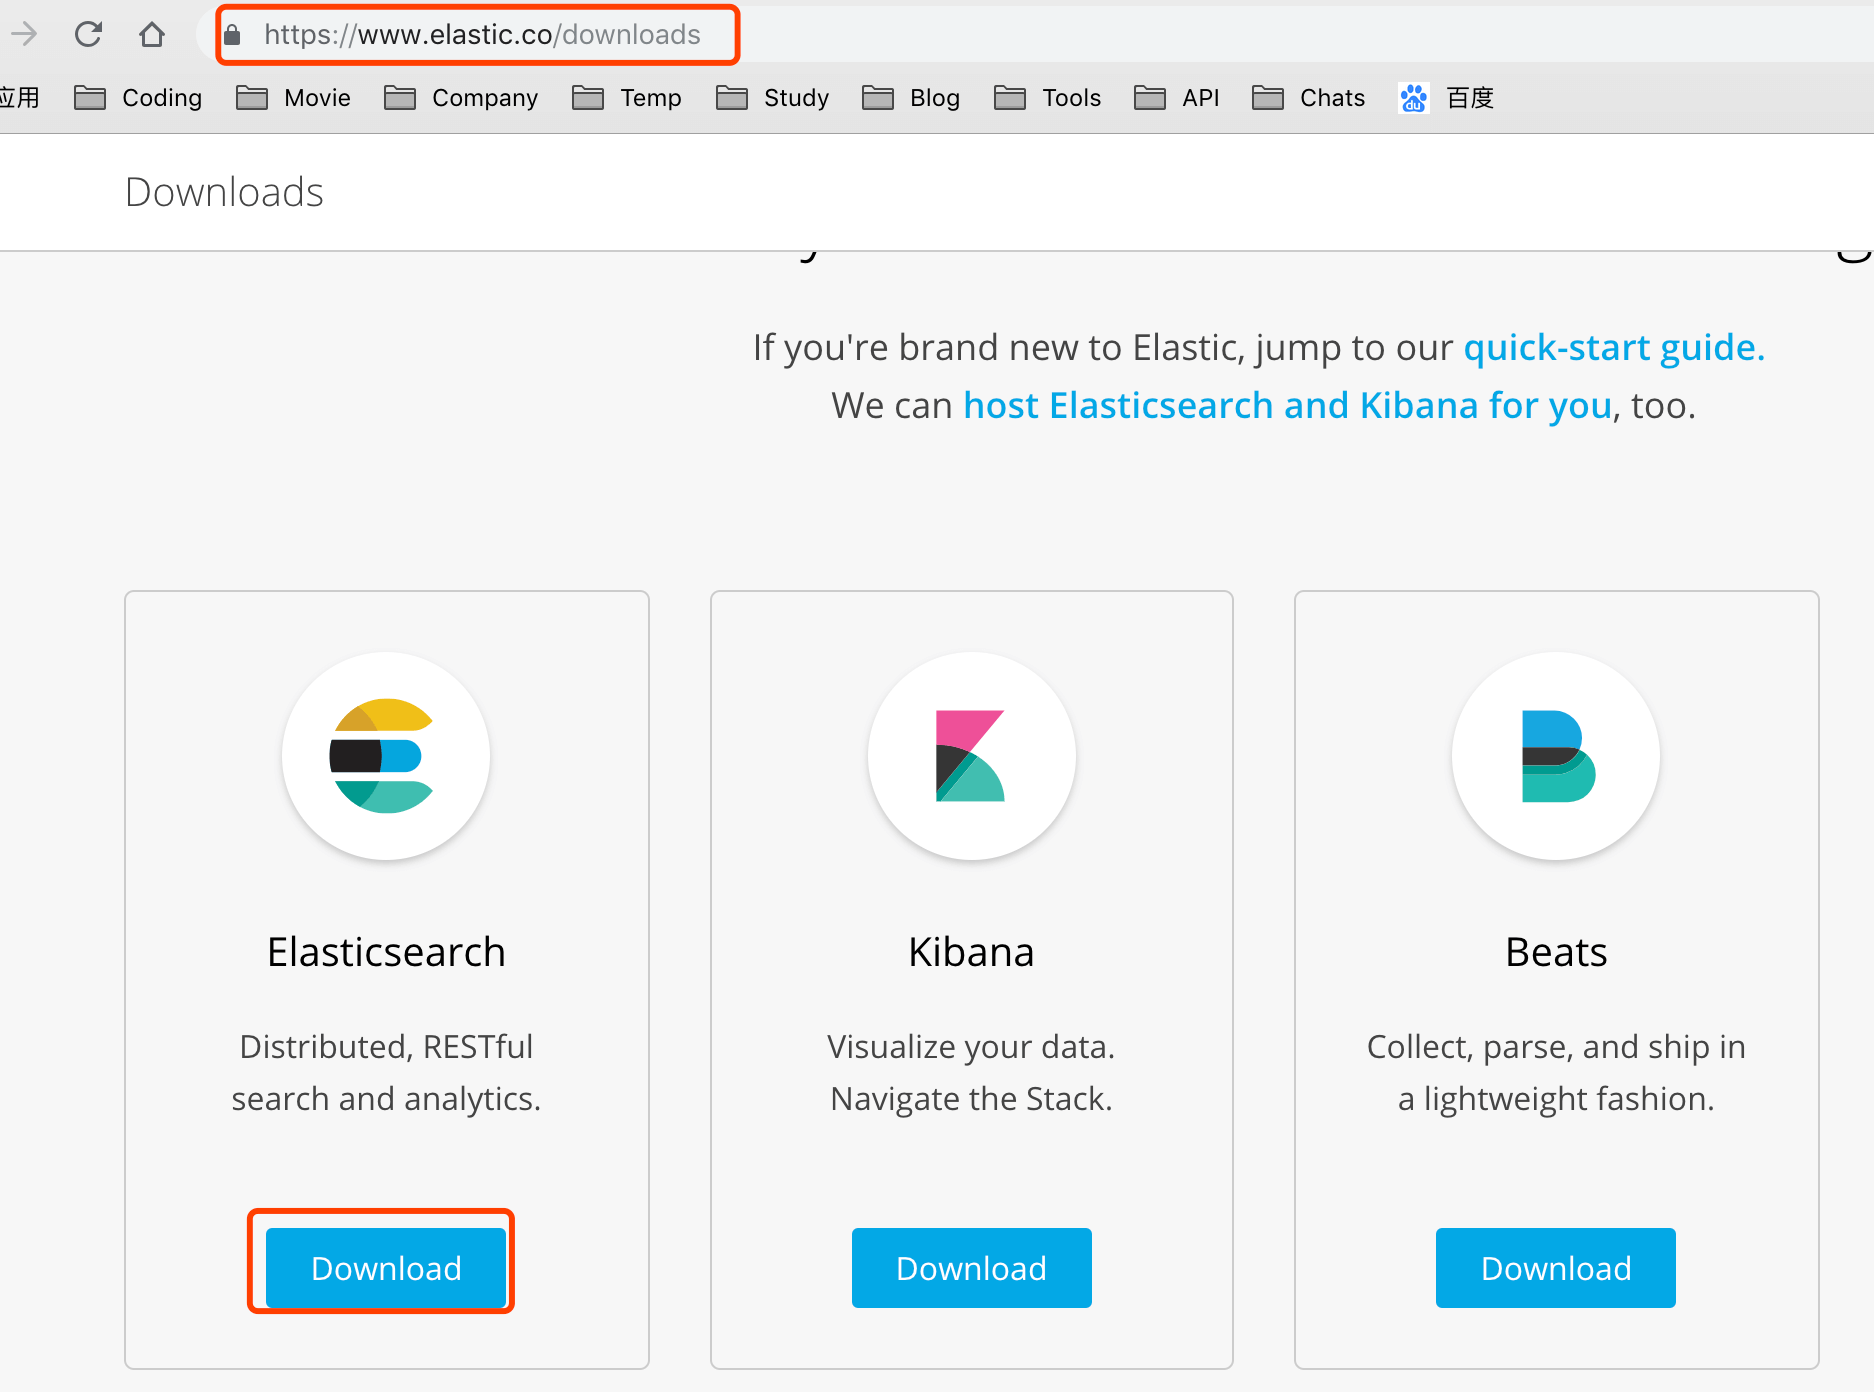 https://www.elastic.co/downloads
应用 Coding Movie Company Temp Study Blog Tools API Chats du 百度
Downloads
If you're brand new to Elastic, jump to our quick-start guide.
We can host Elasticsearch and Kibana for you, too.
Elasticsearch
Distributed, RESTful
search and analytics.
Download
Kibana
Visualize your data.
Navigate the Stack.
Download
Beats
Collect, parse, and ship in
a lightweight fashion.
Download